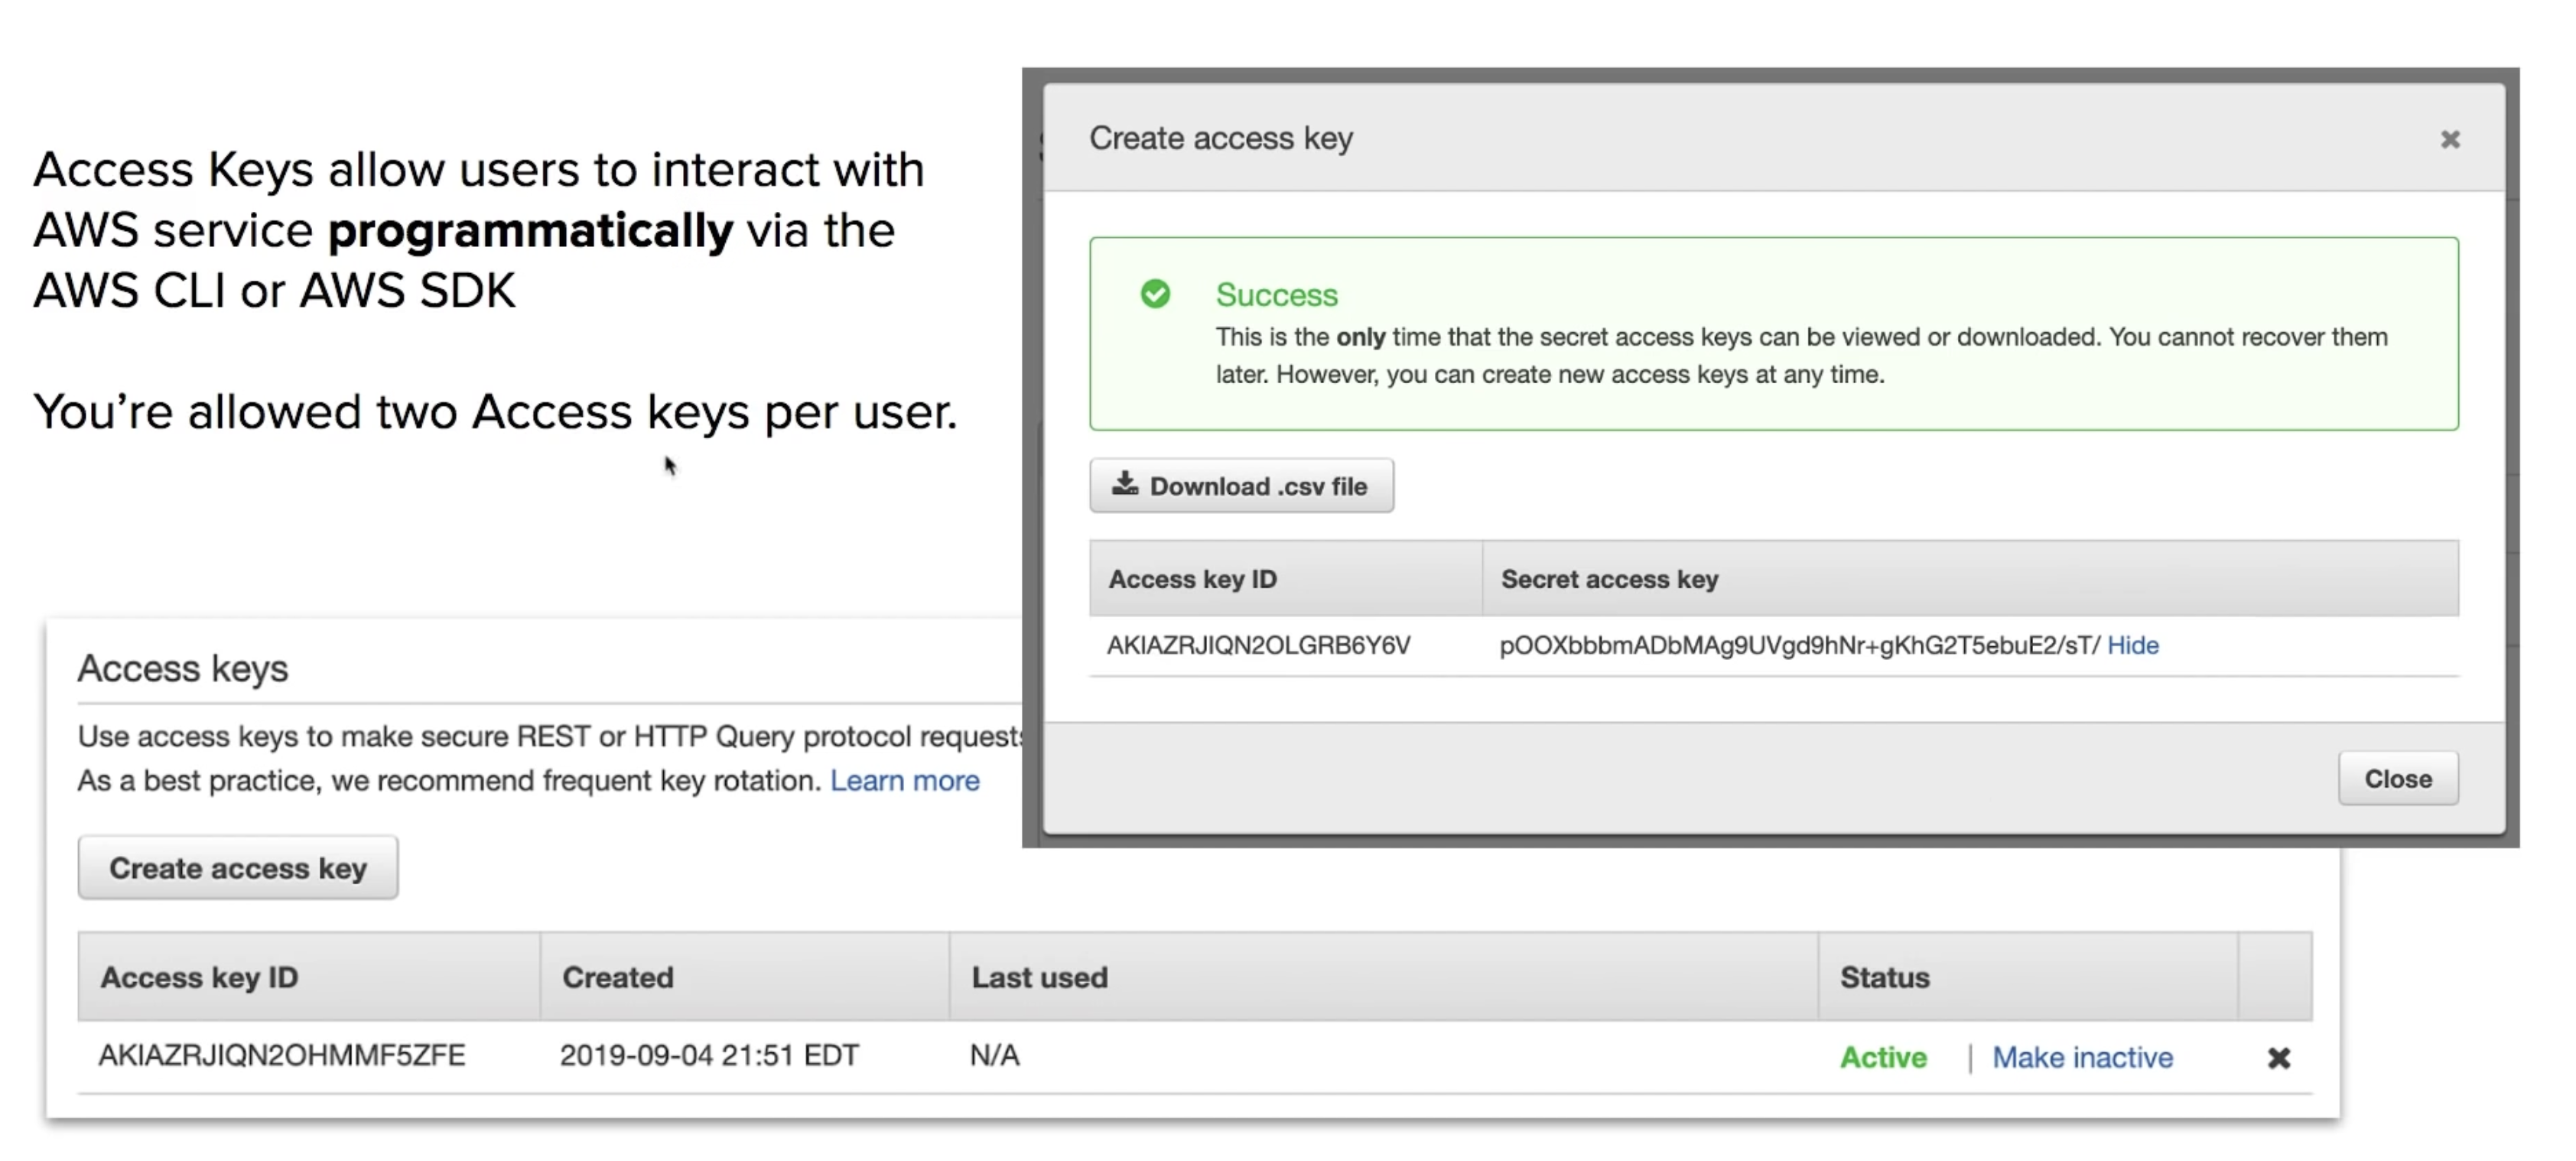 Access Keys allow users to interact with
AWS service programmatically via the
AWS CLI or AWS SDK
You’re allowed two Access keys per user.
Create access key
Success
This is the only time that the secret access keys can be viewed or downloaded. You cannot recover them
later. However, you can create new access keys at any time.
Download .csv file
Access key ID Secret access key
AKIAZRJIQN2OLGRB6Y6V pOOXbbbmADbMAg9UVgd9hNr+gKhG2T5ebuE2/sT/ Hide
Close
Access keys
Use access keys to make secure REST or HTTP Query protocol requests
As a best practice, we recommend frequent key rotation. Learn more
Create access key
Access key ID Created Last used Status
AKIAZRJIQN2OHMMF5ZFE 2019-09-04 21:51 EDT N/A Active | Make inactive